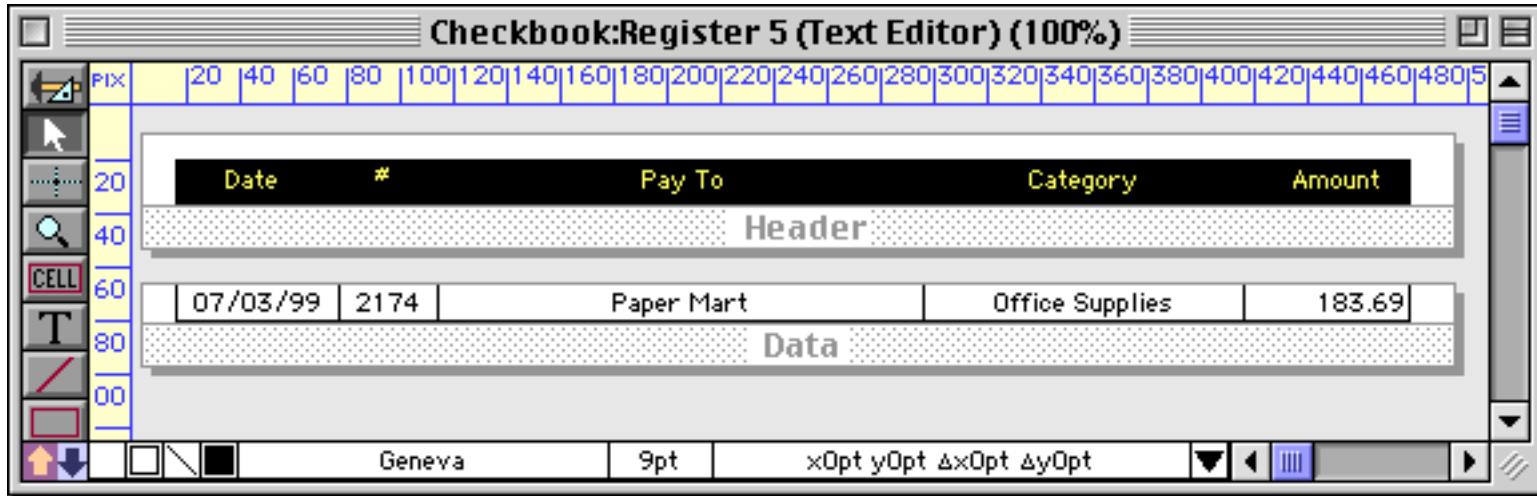 Checkbook:Register 5 (Text Editor) (100%)
PIX 20 40 60 80 100 120 140 160 180 200 220 240 260 280 300 320 340 360 380 400 420 440 460 480 5
20 Date # Pay To Category Amount
40 Header
CELL
60 07/03/99 2174 Paper Mart Office Supplies 183.69
T
80 Data
00
Geneva 9pt x0pt y0pt Δx0pt Δy0pt